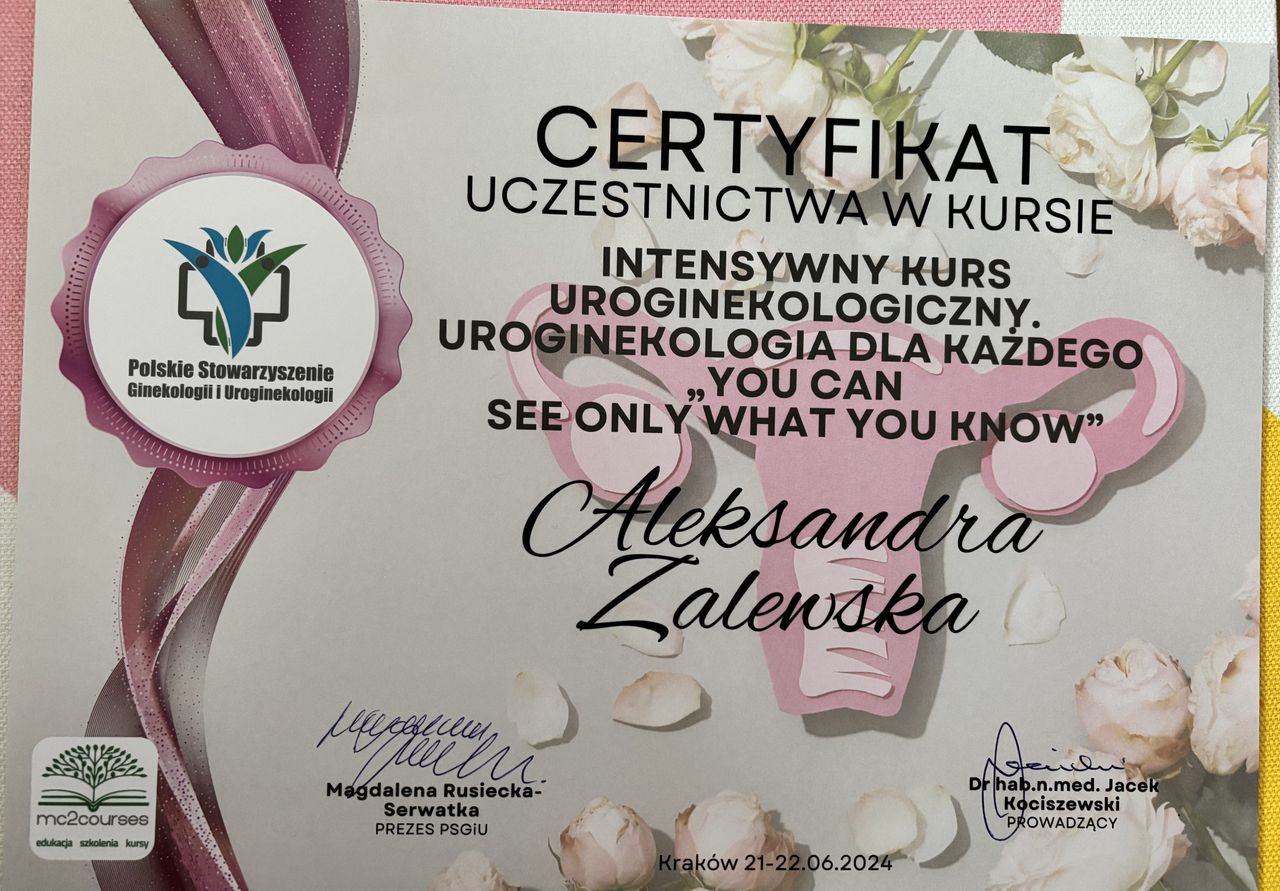 CERTYFIKAT
UCZESTNICTWA W KURSIE
INTENSYWNY KURS
UROGINEKOLOGICZNY.
UROGINEKOLOGIA DLA KAŻDEGO
„YOU CAN
SEE ONLY WHAT YOU KNOW”
Polskie Stowarzyszenie
Ginekologii i Uroginekologii
Aleksandra
Zalewska
Magdalena Rusiecka-
Serwatka
PREZES PSGiU
Dr hab.n.med. Jacek
Kociszewski
PROWADZĄCY
mc2courses
edukacja szkolenia kursy
Kraków 21-22.06.2024